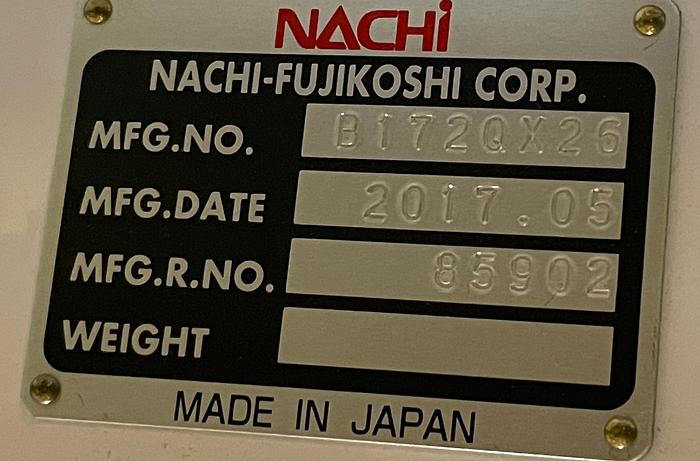 NACHi
NACHI-FUJIKOSHI CORP.
MFG.NO. B172QX26
MFG.DATE 2017.05
MFG.R.NO. 85902
WEIGHT
MADE IN JAPAN